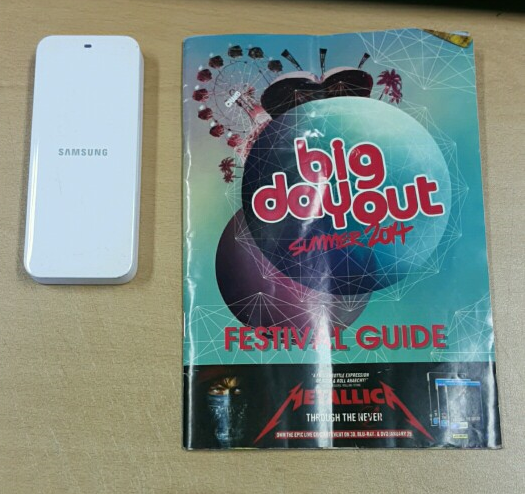 SAMSUNG
big
day out
SUMMER 2014
FESTIVAL GUIDE
METALLICA
THROUGH THE NEVER